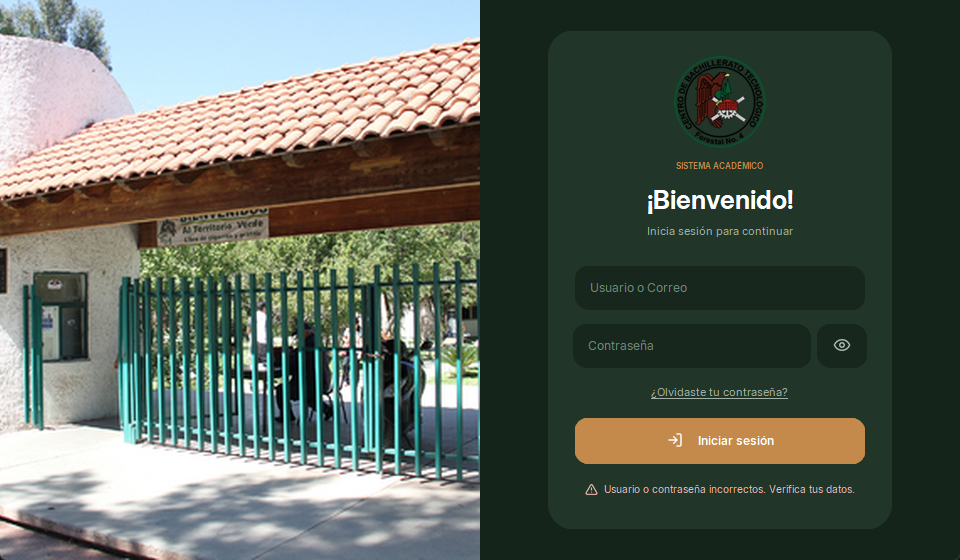 BIENVENIDOS
Al Territorio Verde
CENTRO DE BACHILLERATO TECNOLÓGICO
Forestal No. 4
SISTEMA ACADÉMICO
¡Bienvenido!
Inicia sesión para continuar
Usuario o Correo
Contraseña
¿Olvidaste tu contraseña?
Iniciar sesión
Usuario o contraseña incorrectos. Verifica tus datos.